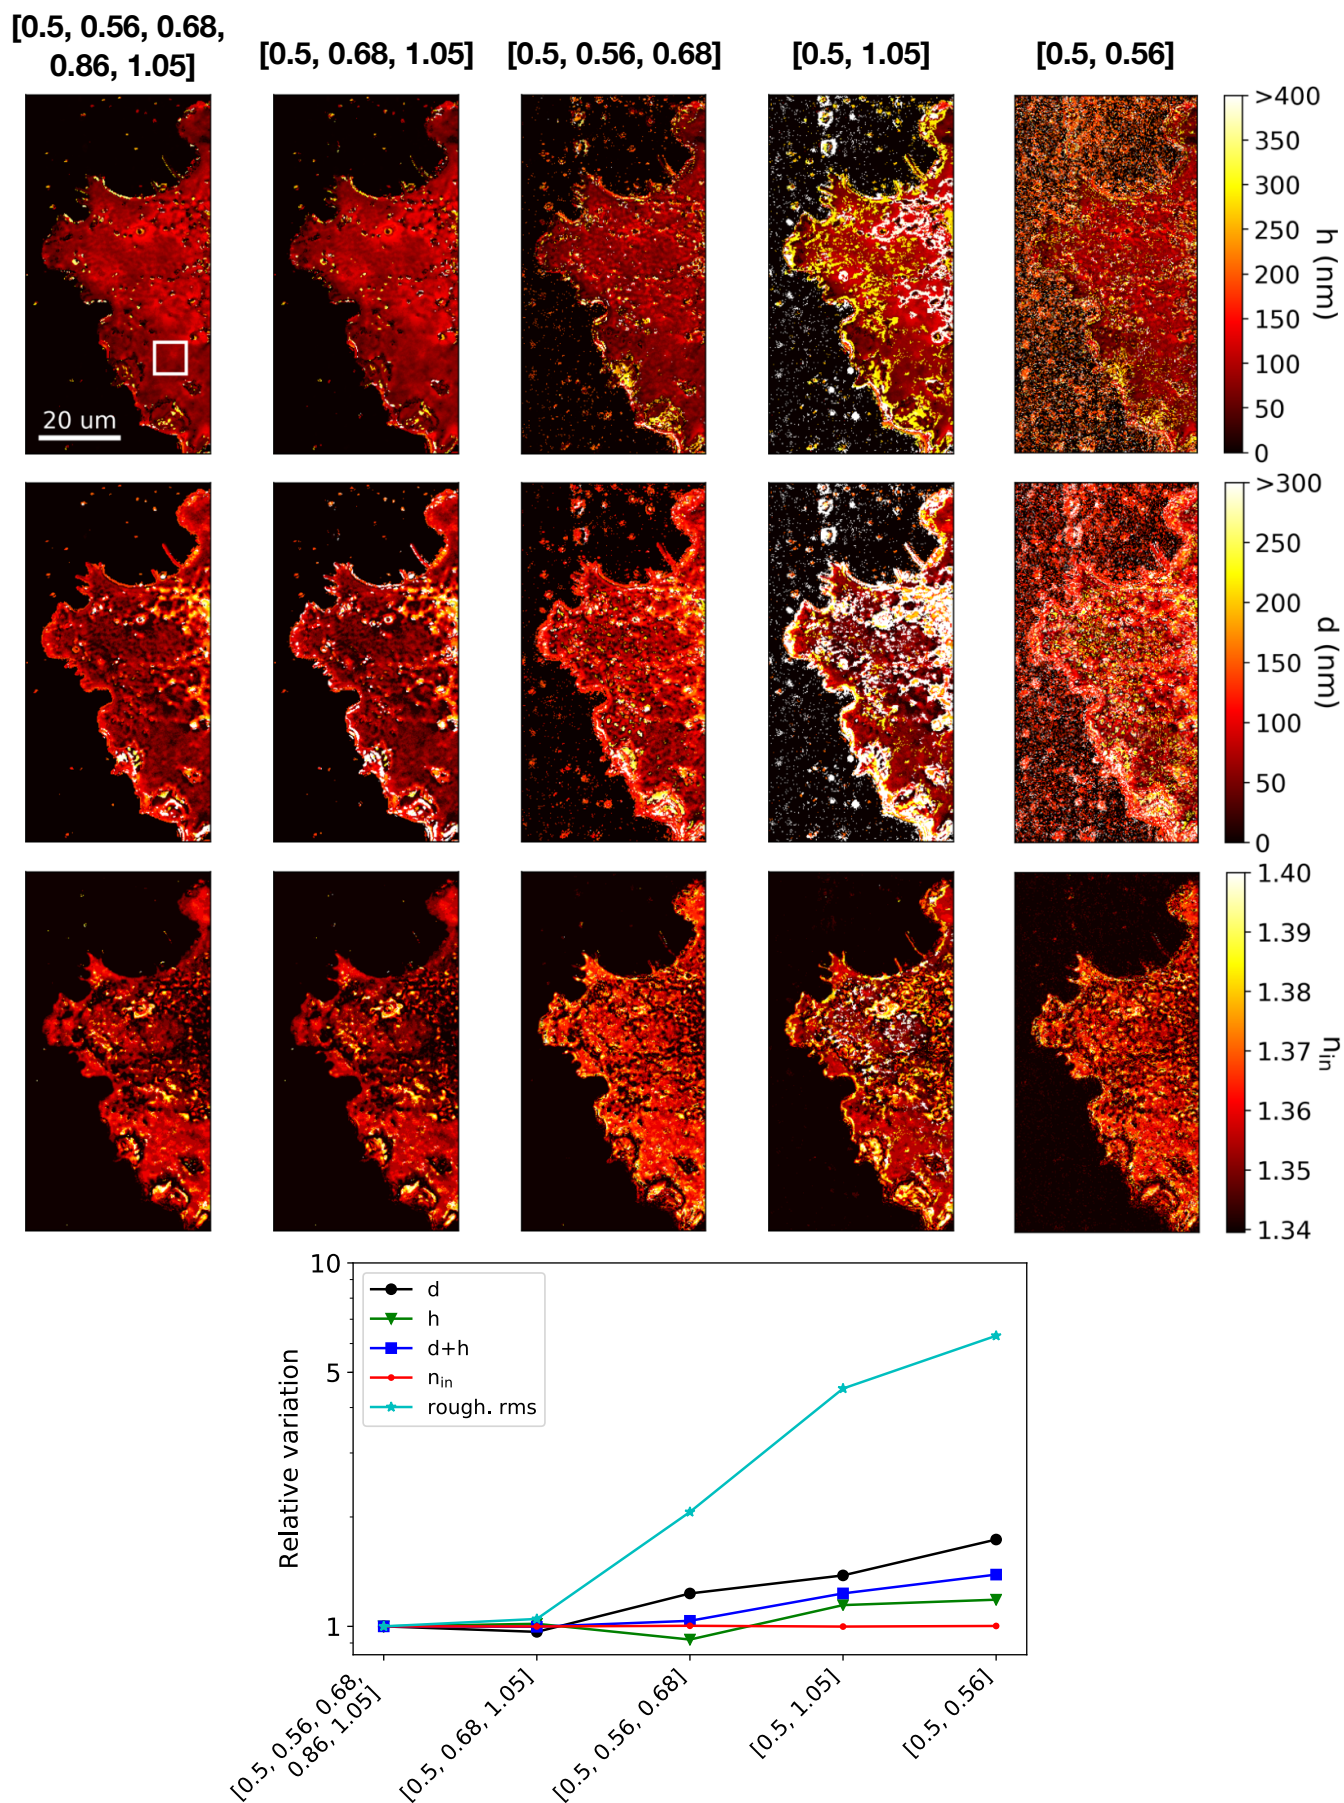 [0.5, 0.56, 0.68,
0.86, 1.05]
[0.5, 0.68, 1.05]
[0.5, 0.56, 0.68]
[0.5, 1.05]
[0.5, 0.56]
20 um
>400
350
300
250
200
150
100
50
0
h (nm)
>300
250
200
150
100
50
0
d (nm)
1.40
1.39
1.38
1.37
1.36
1.35
1.34
n_in
10
5
1
Relative variation
d
h
d+h
n_in
rough. rms
[0.5, 0.56, 0.68,
0.86, 1.05]
[0.5, 0.68, 1.05]
[0.5, 0.56, 0.68]
[0.5, 1.05]
[0.5, 0.56]